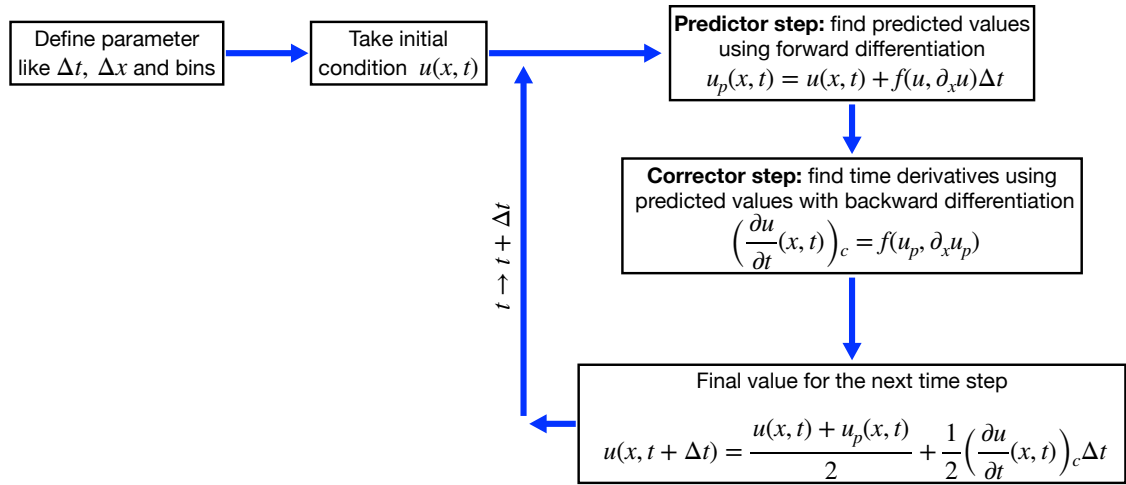 Define parameter
like Δt, Δx and bins
Take initial
condition u(x, t)
Predictor step: find predicted values
using forward differentiation
u_p(x, t) = u(x, t) + f(u, ∂_x u)Δt
Corrector step: find time derivatives using
predicted values with backward differentiation
(∂u/∂t (x, t))_c = f(u_p, ∂_x u_p)
t → t + Δt
Final value for the next time step
u(x, t + Δt) = (u(x, t) + u_p(x, t))/2 + 1/2 (∂u/∂t (x, t))_c Δt